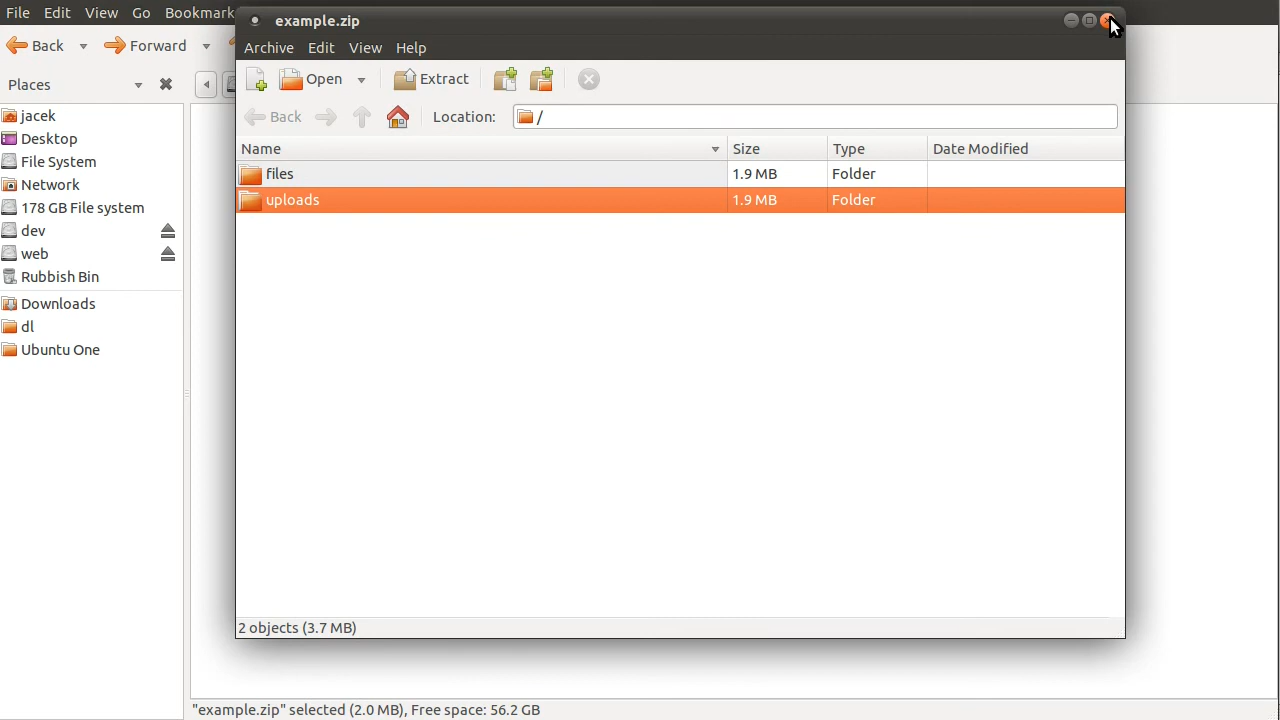 File Edit View Go Bookmark
example.zip
Archive Edit View Help
Back Forward
Open Extract
Places
Back Location: /
Name Size Type Date Modified
files 1.9 MB Folder
uploads 1.9 MB Folder
jacek
Desktop
File System
Network
178 GB File system
dev
web
Rubbish Bin
Downloads
dl
Ubuntu One
2 objects (3.7 MB)
"example.zip" selected (2.0 MB), Free space: 56.2 GB